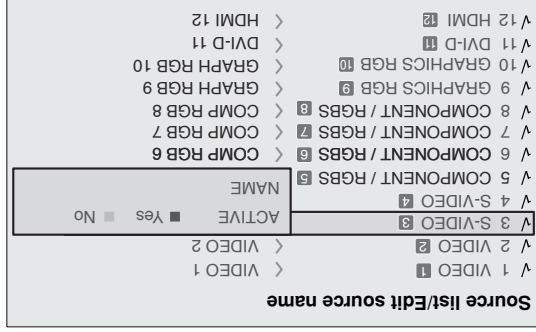 Source list/Edit source name
√ 1 VIDEO 1 > VIDEO 1
√ 2 VIDEO 2 > VIDEO 2
√ 3 S-VIDEO 3 ACTIVE ■ Yes ■ No
√ 4 S-VIDEO 4 NAME
√ 5 COMPONENT / RGBS 5
√ 6 COMPONENT / RGBS 6 > COMP RGB 6
√ 7 COMPONENT / RGBS 7 > COMP RGB 7
√ 8 COMPONENT / RGBS 8 > COMP RGB 8
√ 9 GRAPHICS RGB 9 > GRAPH RGB 9
√ 10 GRAPHICS RGB 10 > GRAPH RGB 10
√ 11 DVI-D 11 > DVI-D 11
√ 12 HDMI 12 > HDMI 12